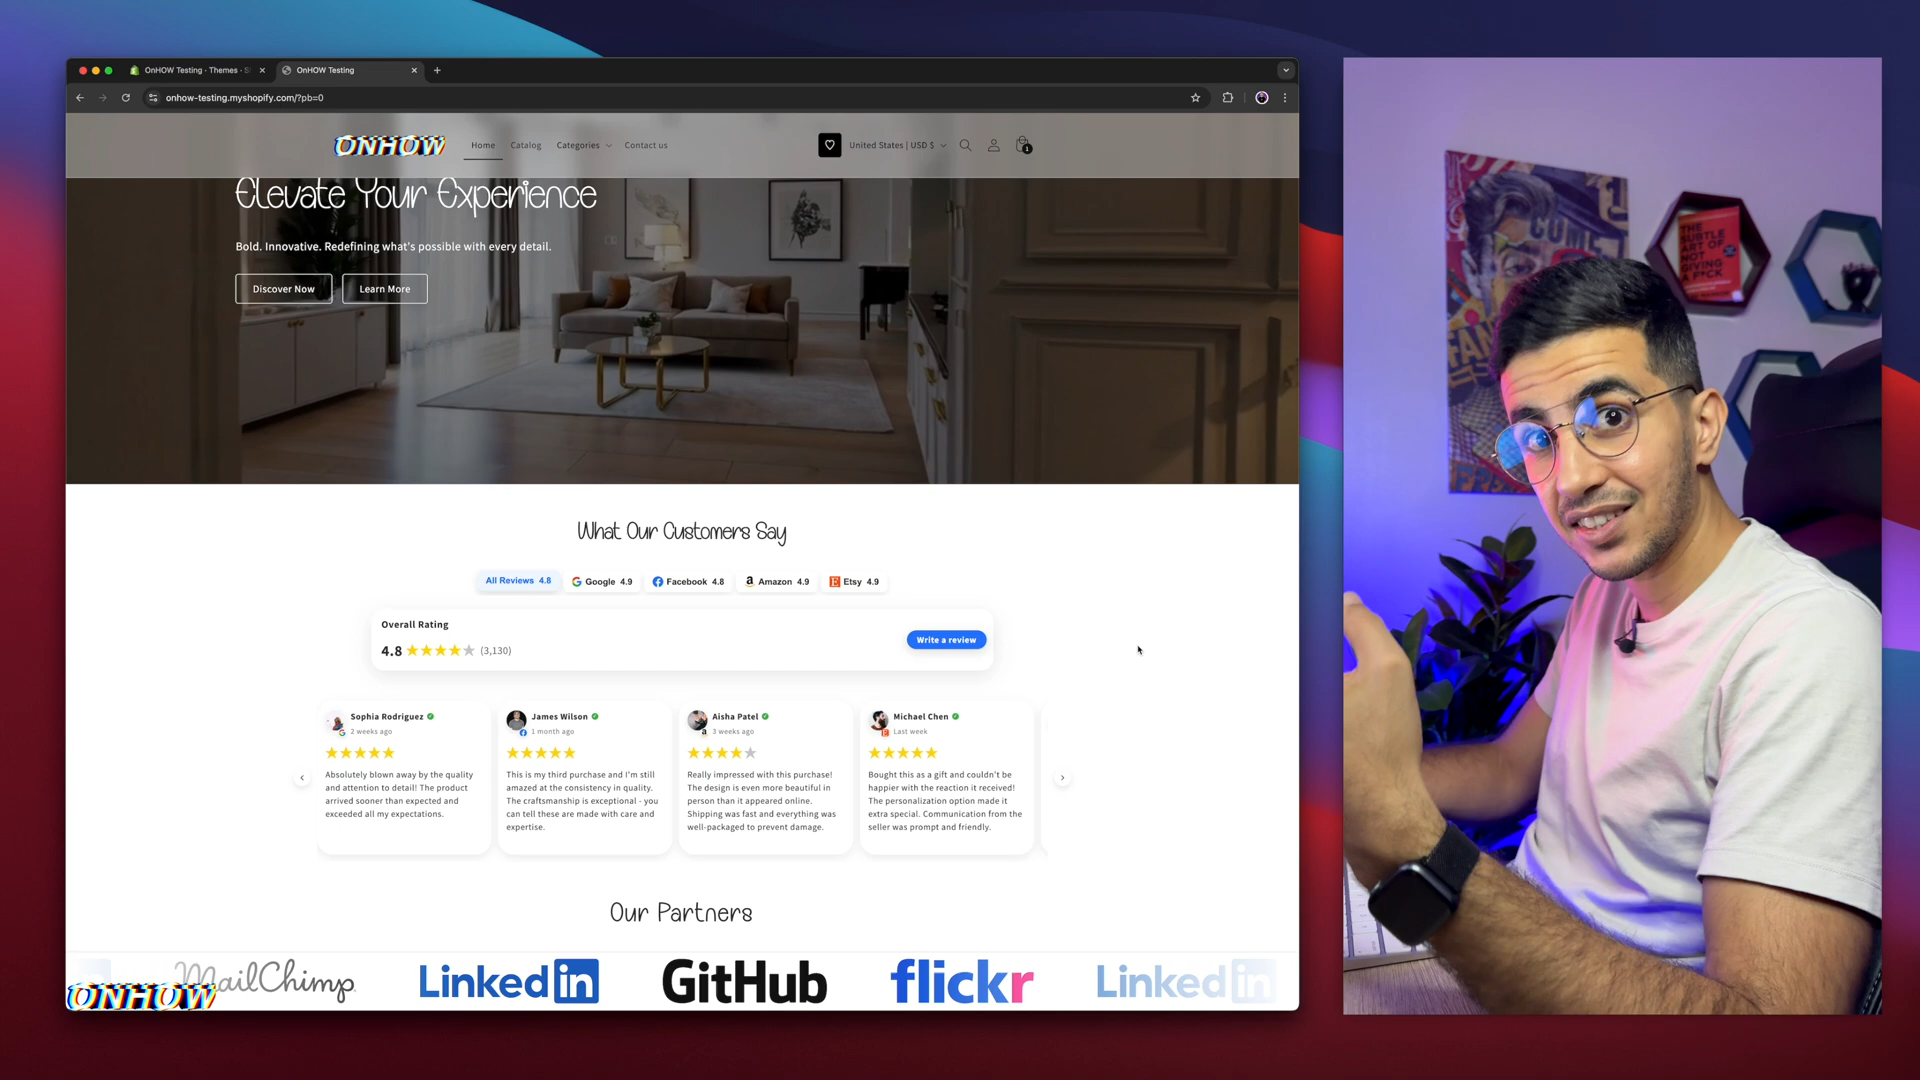 OnHOW Testing · Themes · S
OnHOW Testing
onhow-testing.myshopify.com/?pb=0
ONHOW
Home
Catalog
Categories
Contact us
United States | USD $
1
Elevate Your Experience
Bold. Innovative. Redefining what's possible with every detail.
Discover Now
Learn More
What Our Customers Say
All Reviews 4.8
Google 4.9
Facebook 4.8
Amazon 4.9
Etsy 4.9
Overall Rating
4.8
(3,130)
Write a review
Sophia Rodriguez
2 weeks ago
Absolutely blown away by the quality
and attention to detail! The product
arrived sooner than expected and
exceeded all my expectations.
James Wilson
1 month ago
This is my third purchase and I'm still
amazed at the consistency in quality.
The craftsmanship is exceptional - you
can tell these are made with care and
expertise.
Aisha Patel
3 weeks ago
Really impressed with this purchase!
The design is even more beautiful in
person than it appeared online.
Shipping was fast and everything was
well-packaged to prevent damage.
Michael Chen
Last week
Bought this as a gift and couldn't be
happier with the reaction it received!
The personalization option made it
extra special. Communication from the
seller was prompt and friendly.
Our Partners
MailChimp
LinkedIn
GitHub
flickr
LinkedIn
ONHOW
THE
SUBTLE
ART OF
NOT
GIVING
A F*CK